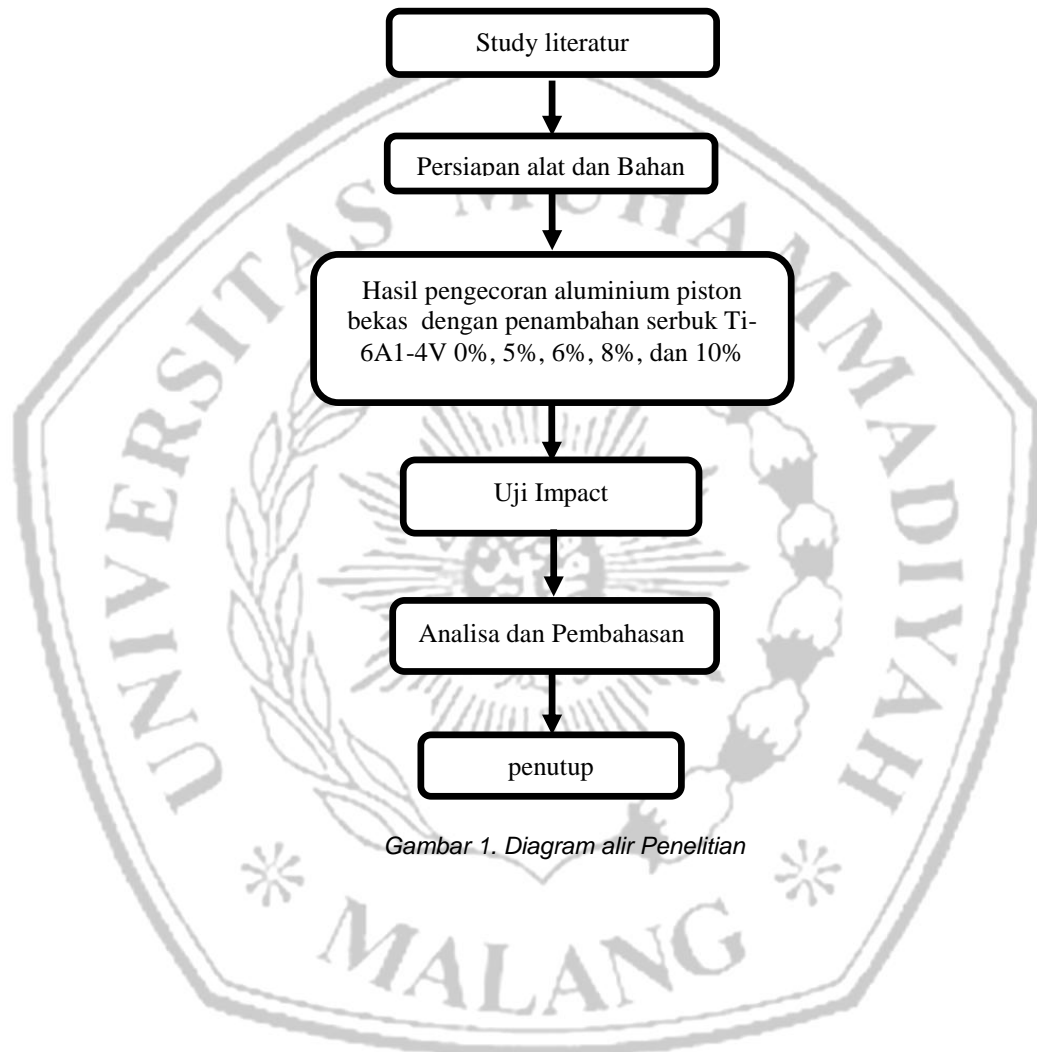 Study literatur
Persiapan alat dan Bahan
Hasil pengecoran aluminium piston
bekas dengan penambahan serbuk Ti-
6A1-4V 0%, 5%, 6%, 8%, dan 10%
Uji Impact
Analisa dan Pembahasan
penutup
Gambar 1. Diagram alir Penelitian
UNIVERSITAS MUHAMMADIYAH
MALANG